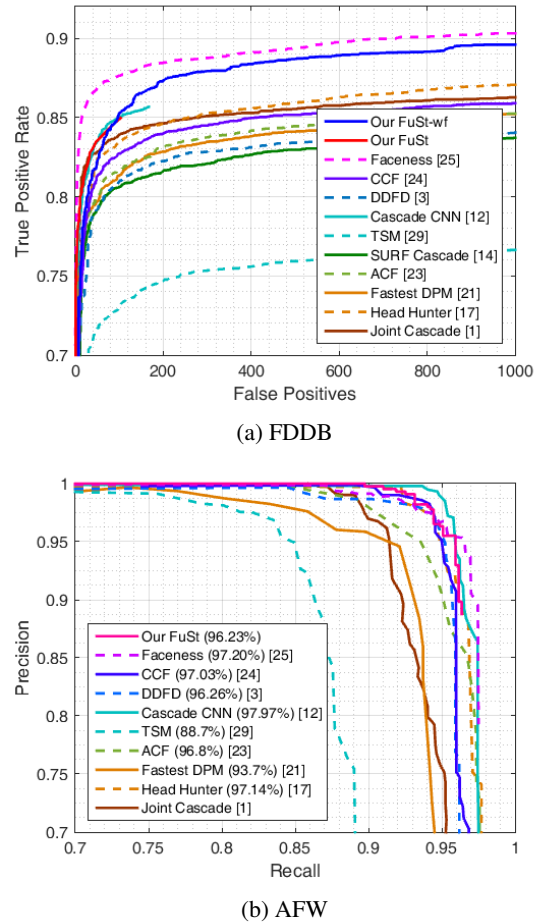 0.9
0.85
0.8
0.75
0.7
True Positive Rate
Our FuSt-wf
Our FuSt
Faceness [25]
CCF [24]
DDFD [3]
Cascade CNN [12]
TSM [29]
SURF Cascade [14]
ACF [23]
Fastest DPM [21]
Head Hunter [17]
Joint Cascade [1]
0 200 400 600 800 1000
False Positives
(a) FDDB
1
0.95
0.9
0.85
0.8
0.75
0.7
Precision
Our FuSt (96.23%)
Faceness (97.20%) [25]
CCF (97.03%) [24]
DDFD (96.26%) [3]
Cascade CNN (97.97%) [12]
TSM (88.7%) [29]
ACF (96.8%) [23]
Fastest DPM (93.7%) [21]
Head Hunter (97.14%) [17]
Joint Cascade [1]
0.7 0.75 0.8 0.85 0.9 0.95 1
Recall
(b) AFW